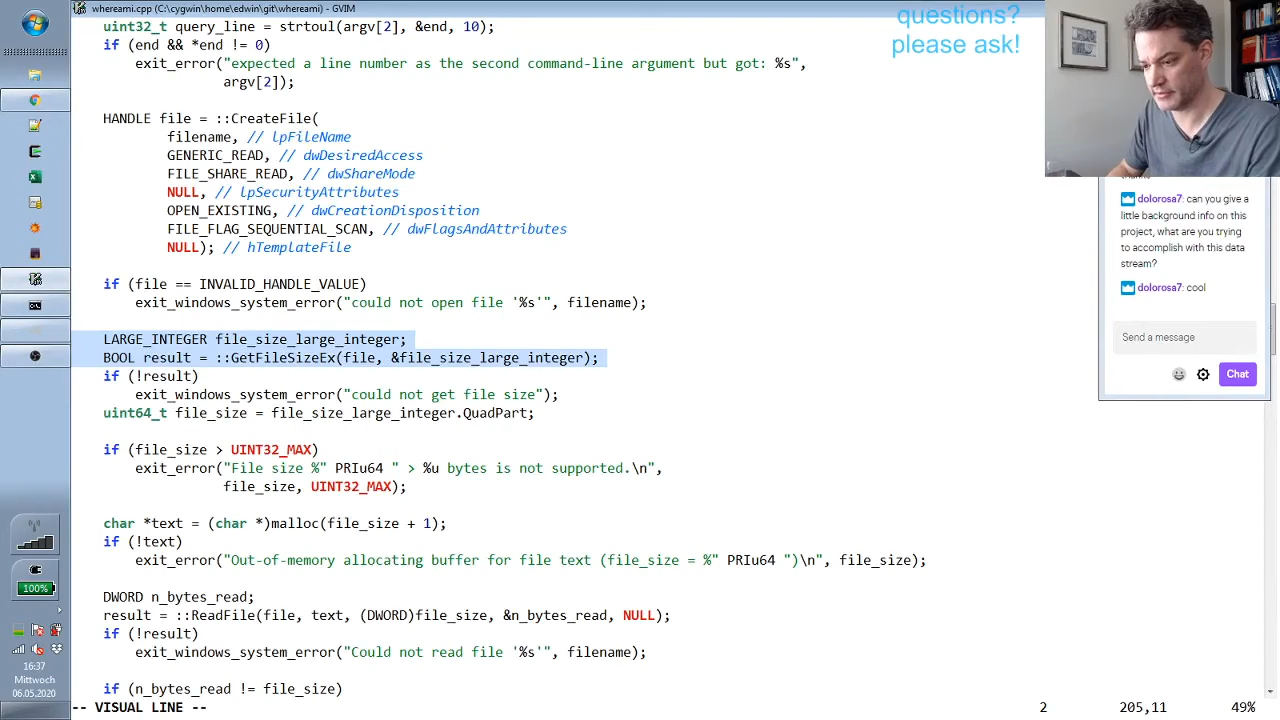 whereami.cpp (C:\cygwin\home\edwin\git\whereami) - GVIM
uint32_t query_line = strtoul(argv[2], &end, 10);
if (end && *end != 0)
exit_error("expected a line number as the second command-line argument but got: %s",
argv[2]);
HANDLE file = ::CreateFile(
filename, // lpFileName
GENERIC_READ, // dwDesiredAccess
FILE_SHARE_READ, // dwShareMode
NULL, // lpSecurityAttributes
OPEN_EXISTING, // dwCreationDisposition
FILE_FLAG_SEQUENTIAL_SCAN, // dwFlagsAndAttributes
NULL); // hTemplateFile
if (file == INVALID_HANDLE_VALUE)
exit_windows_system_error("could not open file '%s'", filename);
LARGE_INTEGER file_size_large_integer;
BOOL result = ::GetFileSizeEx(file, &file_size_large_integer);
if (!result)
exit_windows_system_error("could not get file size");
uint64_t file_size = file_size_large_integer.QuadPart;
if (file_size > UINT32_MAX)
exit_error("File size %" PRIu64 " > %u bytes is not supported.\n",
file_size, UINT32_MAX);
char *text = (char *)malloc(file_size + 1);
if (!text)
exit_error("Out-of-memory allocating buffer for file text (file_size = %" PRIu64 ")\n", file_size);
DWORD n_bytes_read;
result = ::ReadFile(file, text, (DWORD)file_size, &n_bytes_read, NULL);
if (!result)
exit_windows_system_error("Could not read file '%s'", filename);
if (n_bytes_read != file_size)
-- VISUAL LINE --
2
205,11
49%
questions?
please ask!
dolorosa7: can you give a
little background info on this
project, what are you trying
to accomplish with this data
stream?
dolorosa7: cool
Send a message
Chat
100%
16:37
Mittwoch
06.05.2020